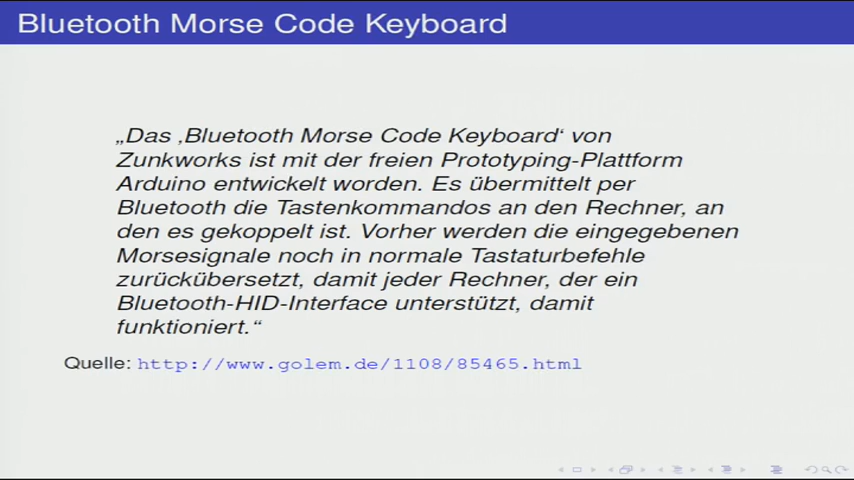 Bluetooth Morse Code Keyboard
„Das ‚Bluetooth Morse Code Keyboard‘ von
Zunkworks ist mit der freien Prototyping-Plattform
Arduino entwickelt worden. Es übermittelt per
Bluetooth die Tastenkommandos an den Rechner, an
den es gekoppelt ist. Vorher werden die eingegebenen
Morsesignale noch in normale Tastaturbefehle
zurückübersetzt, damit jeder Rechner, der ein
Bluetooth-HID-Interface unterstützt, damit
funktioniert.“
Quelle: http://www.golem.de/1108/85465.html